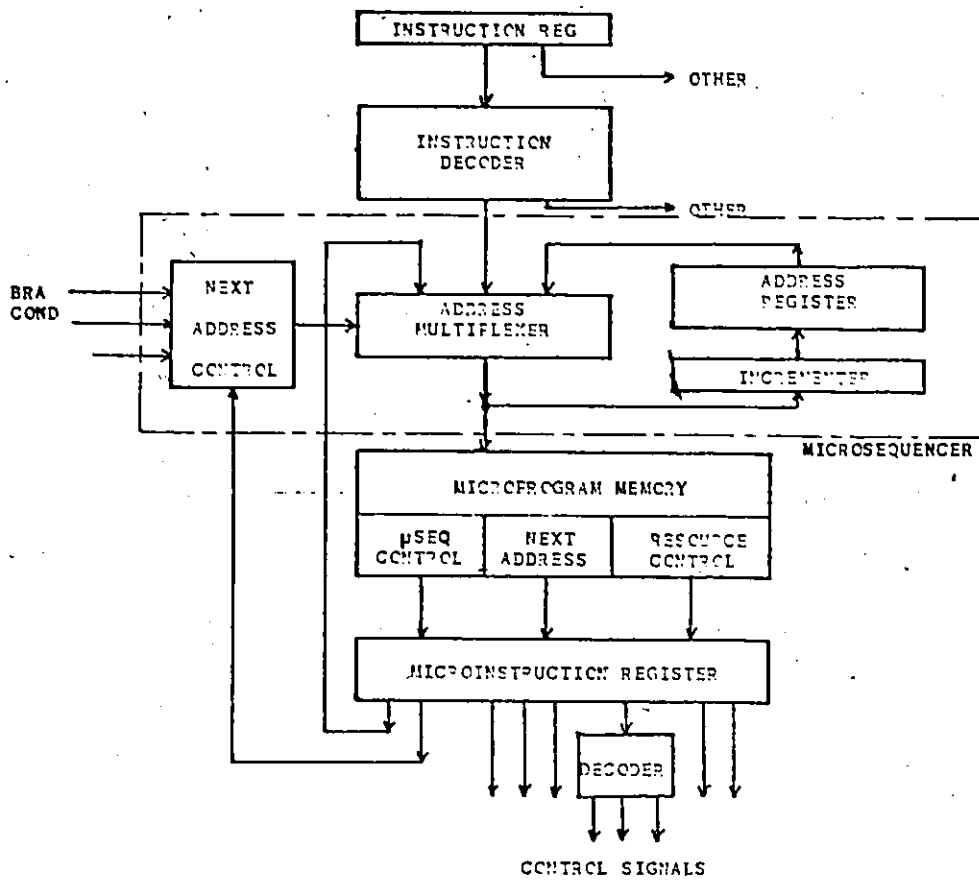 INSTRUCTION REG
OTHER
INSTRUCTION
DECODER
OTHER
BRA
COND
NEXT
ADDRESS
CONTROL
ADDRESS
MULTIPLEXER
ADDRESS
REGISTER
INCREMENTER
MICROSEQUENCER
MICROPROGRAM MEMORY
µSEQ
CONTROL
NEXT
ADDRESS
RESOURCE
CONTROL
MICROINSTRUCTION REGISTER
DECODER
CONTROL SIGNALS